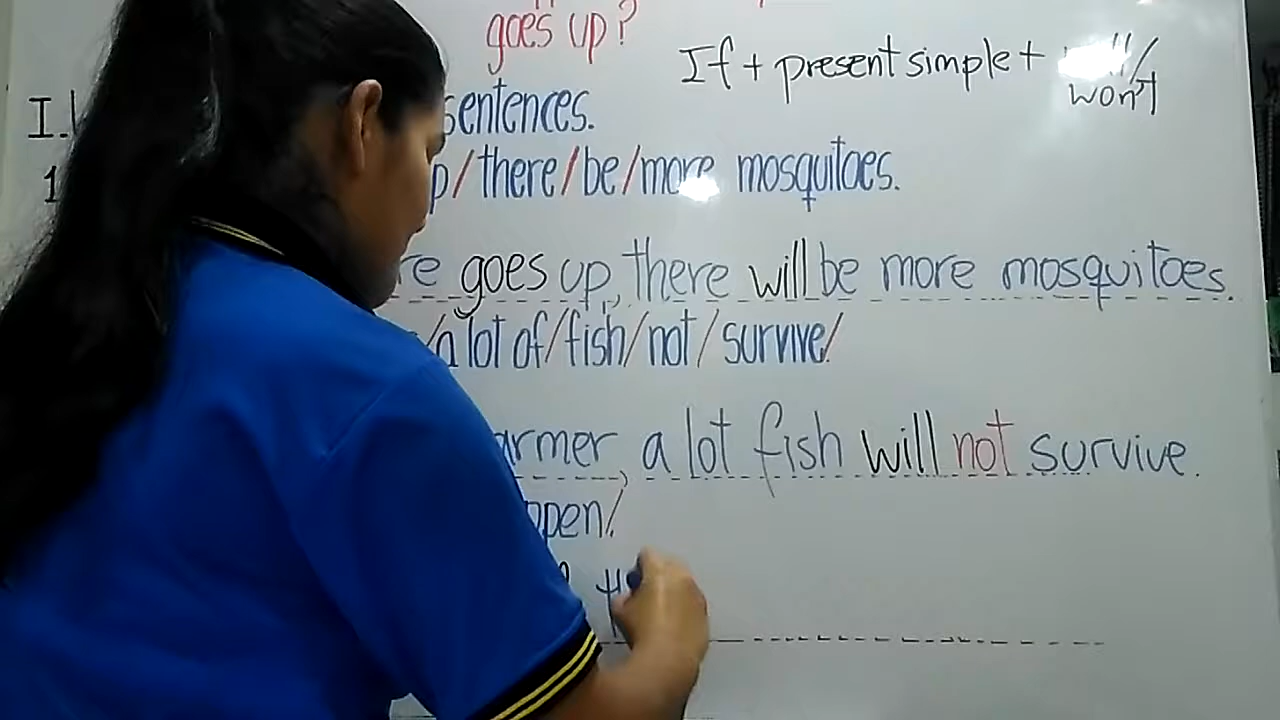 goes up?
If + present simple + will/
won't
I. sentences.
1 p/there/be/more mosquitoes.
re goes up, there will be more mosquitoes.
/a lot of/fish/not/survive/.
armer, a lot fish will not survive.
ppen/.